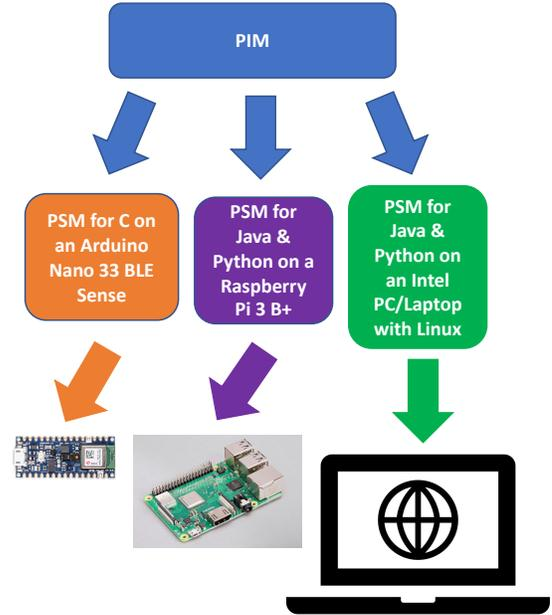 PIM
PSM for C on
an Arduino
Nano 33 BLE
Sense
PSM for
Java &
Python on a
Raspberry
Pi 3 B+
PSM for
Java &
Python on
an Intel
PC/Laptop
with Linux